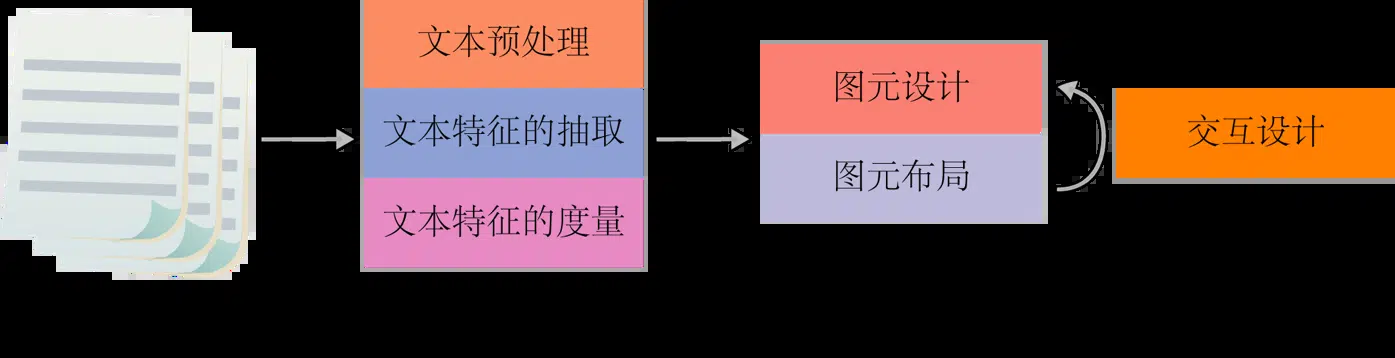 文本预处理
文本特征的抽取
文本特征的度量
图元设计
图元布局
交互设计